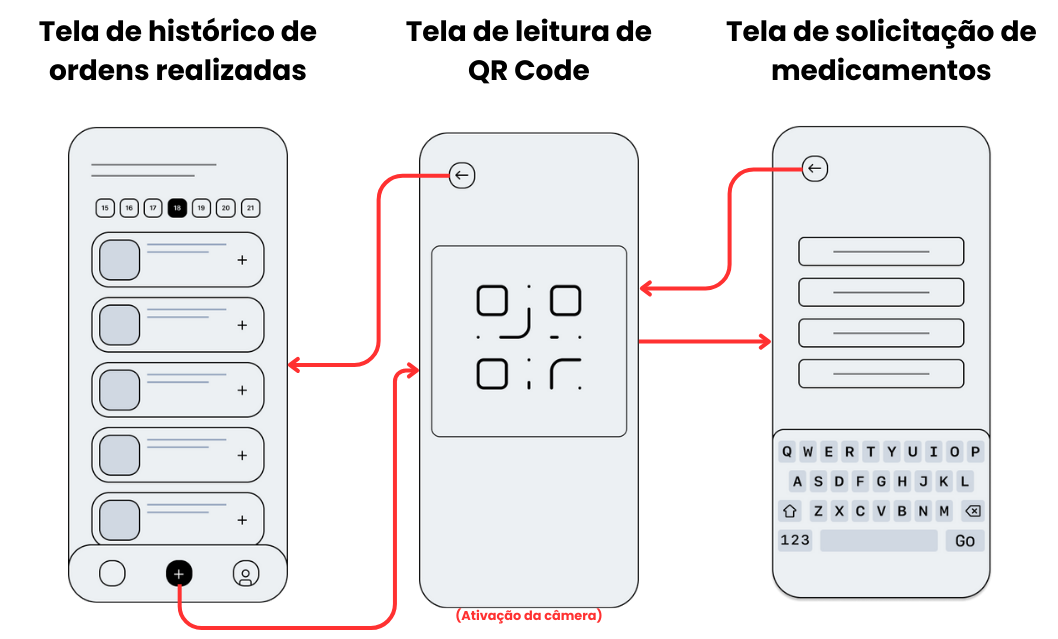 Tela de histórico de
ordens realizadas
Tela de leitura de
QR Code
Tela de solicitação de
medicamentos
15 16 17 18 19 20 21
+
+
+
+
+
+
Q W E R T Y U I O P
A S D F G H J K L
Z X C V B N M
123 Go
(Ativação da câmera)